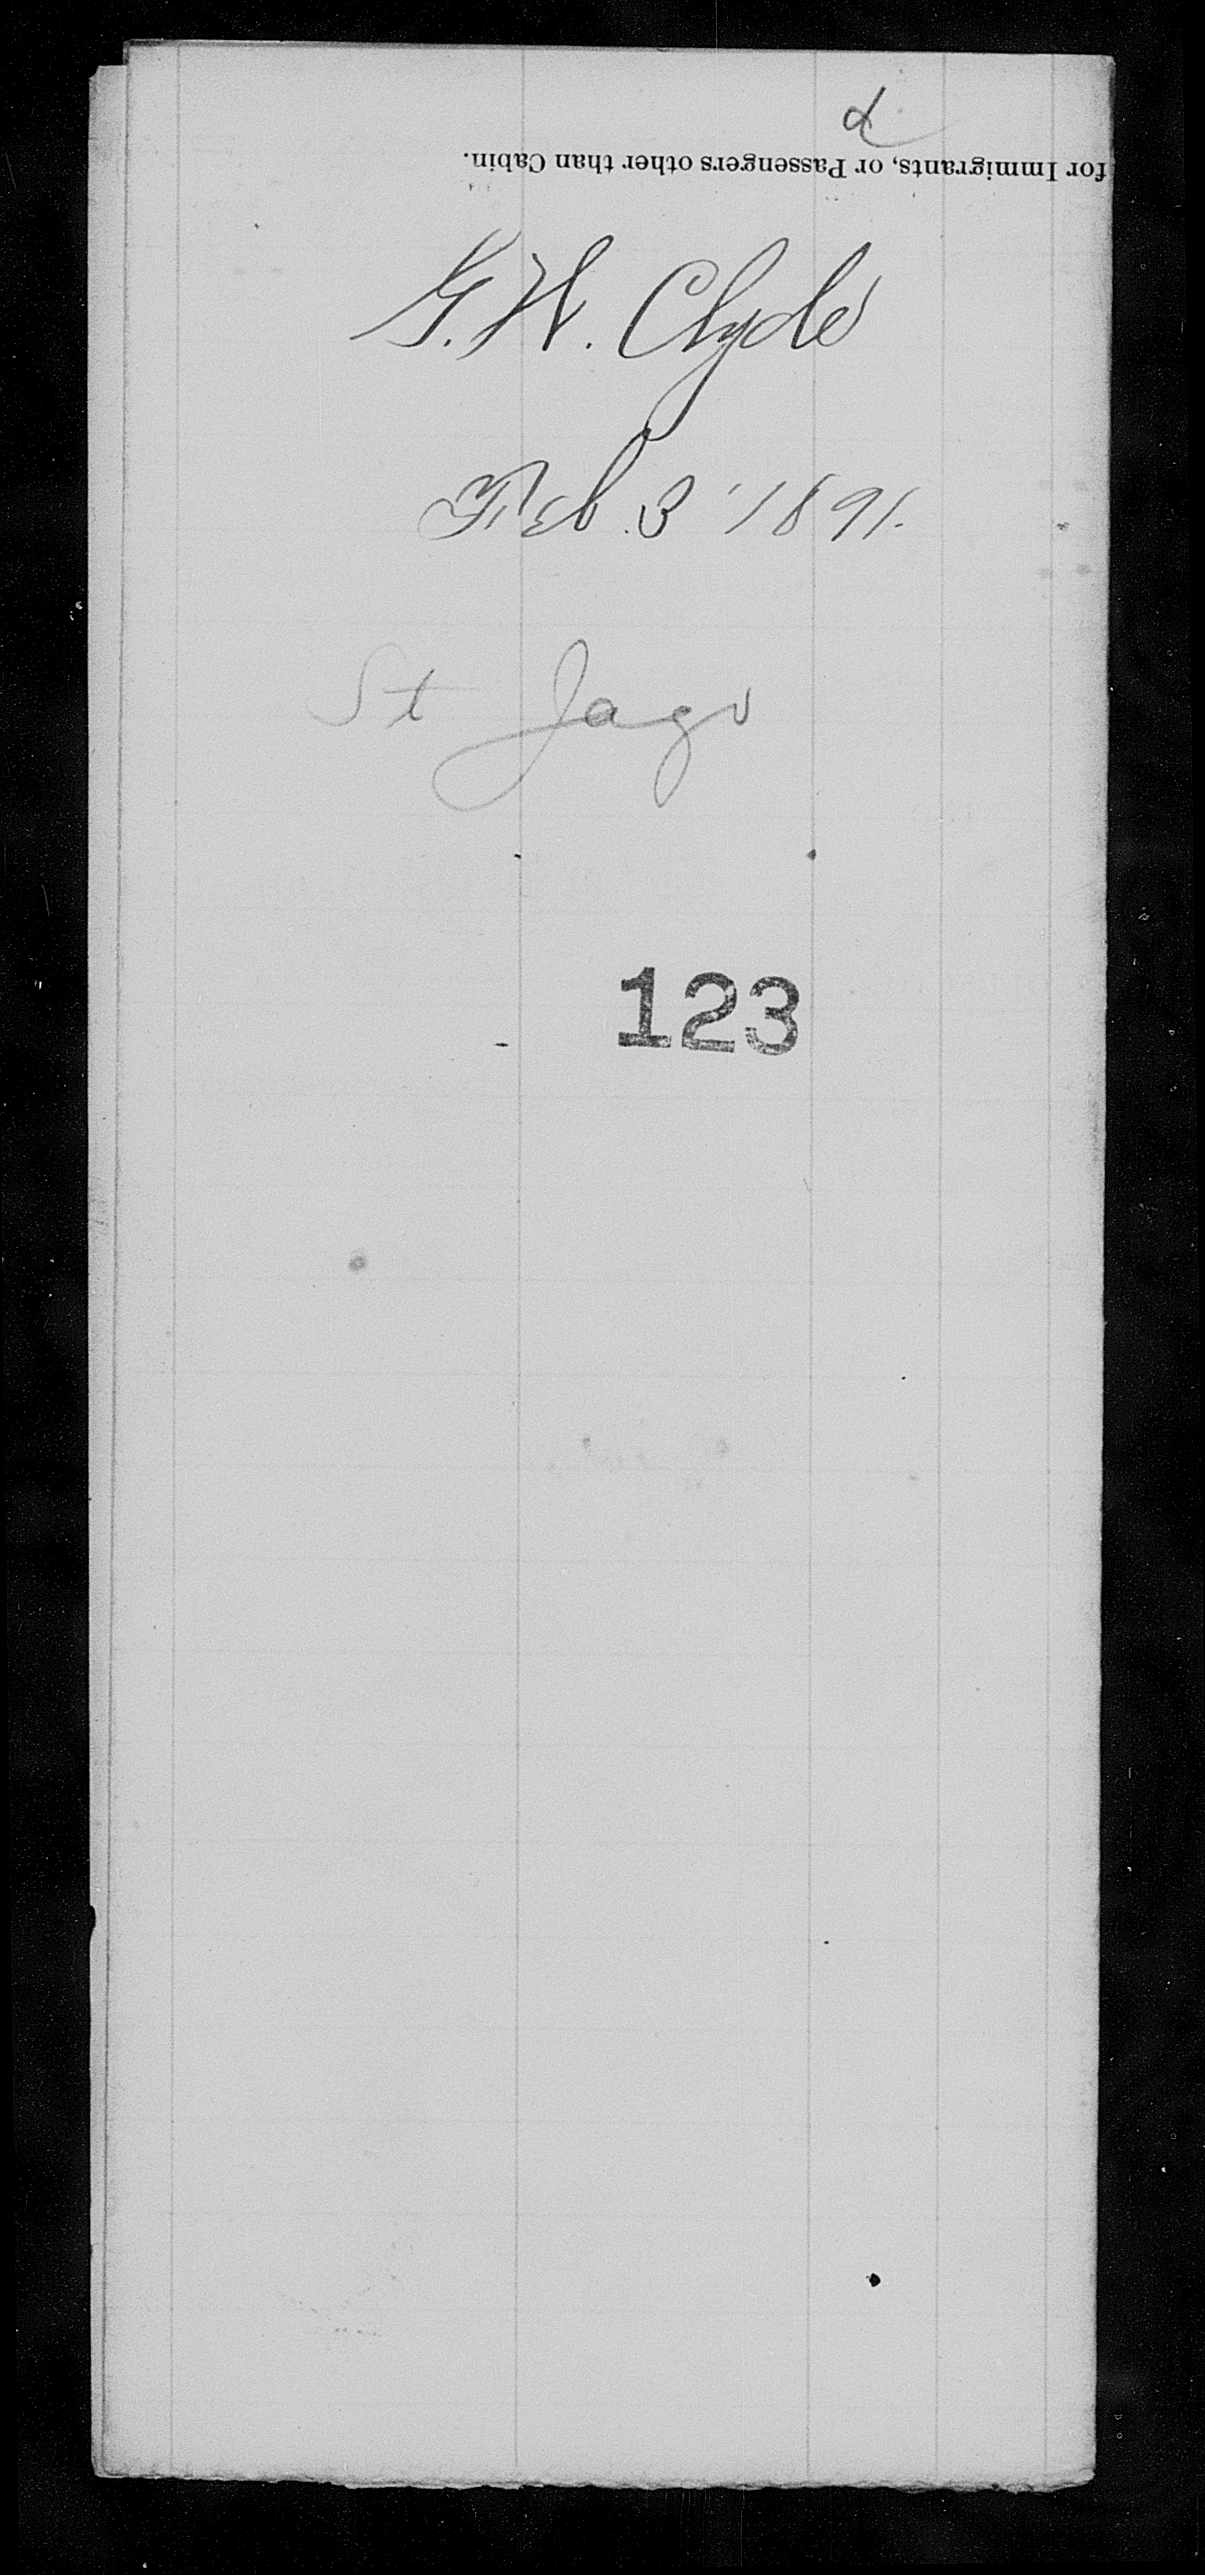 for Immigrants, or Passengers other than Cabin.
G. W. Clyde
Feb. 3 1891.
St Jago
123